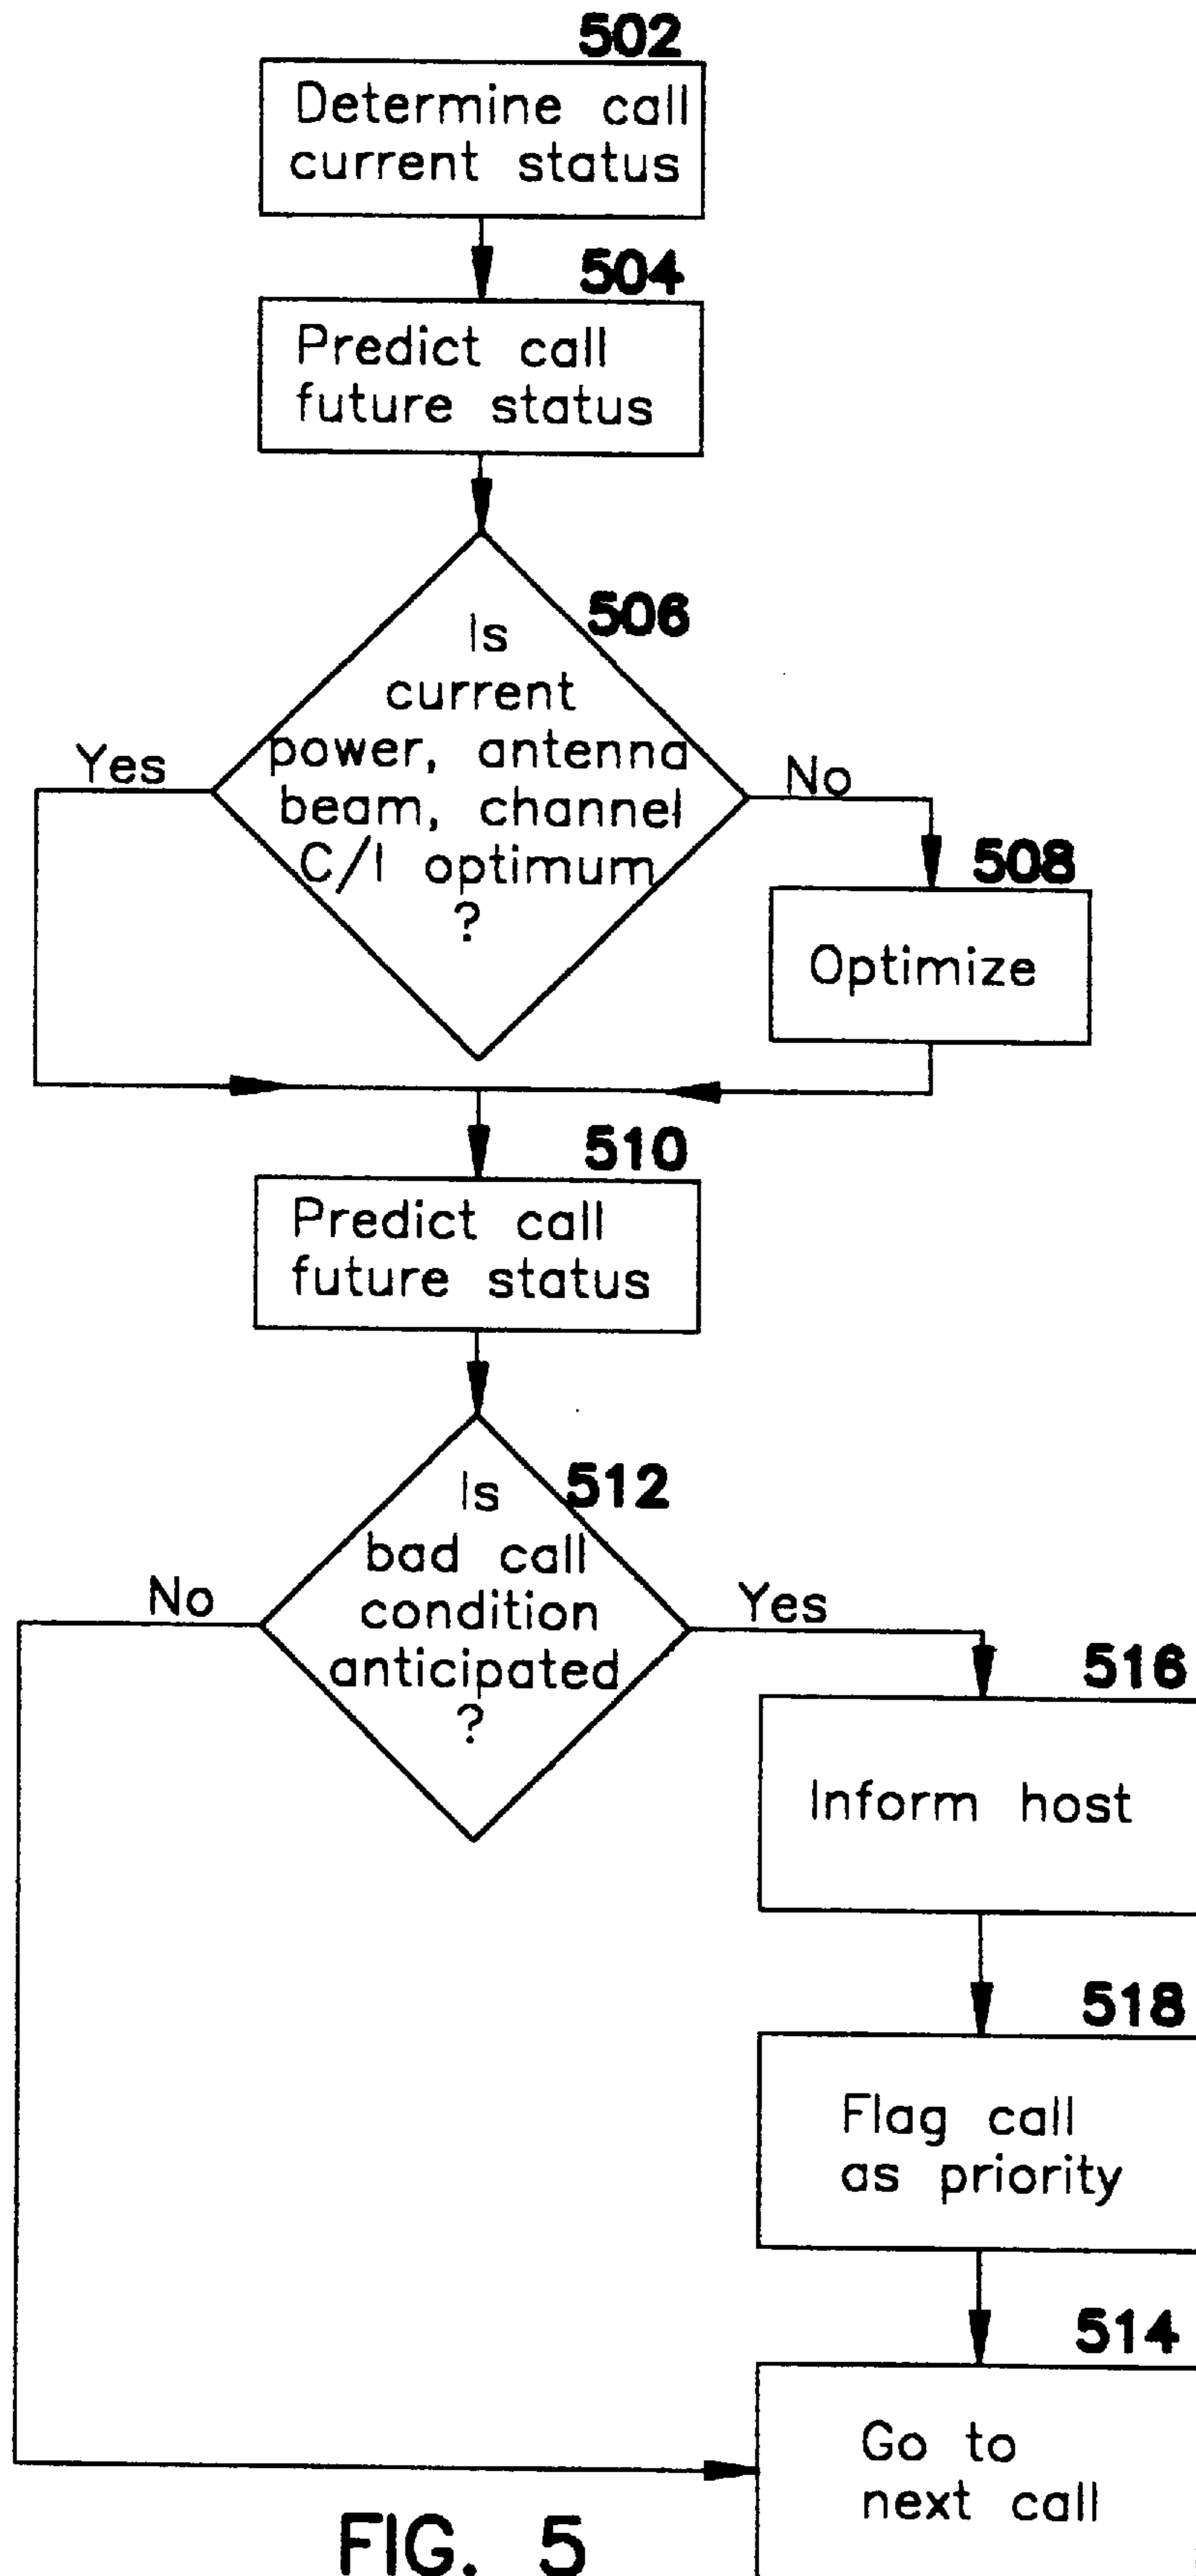 502
Determine call
current status
504
Predict call
future status
506
Is
current
power, antenna
beam, channel
C/I optimum
?
Yes
No
508
Optimize
510
Predict call
future status
512
Is
bad call
condition
anticipated
?
No
Yes
516
Inform host
518
Flag call
as priority
514
Go to
next call
FIG. 5